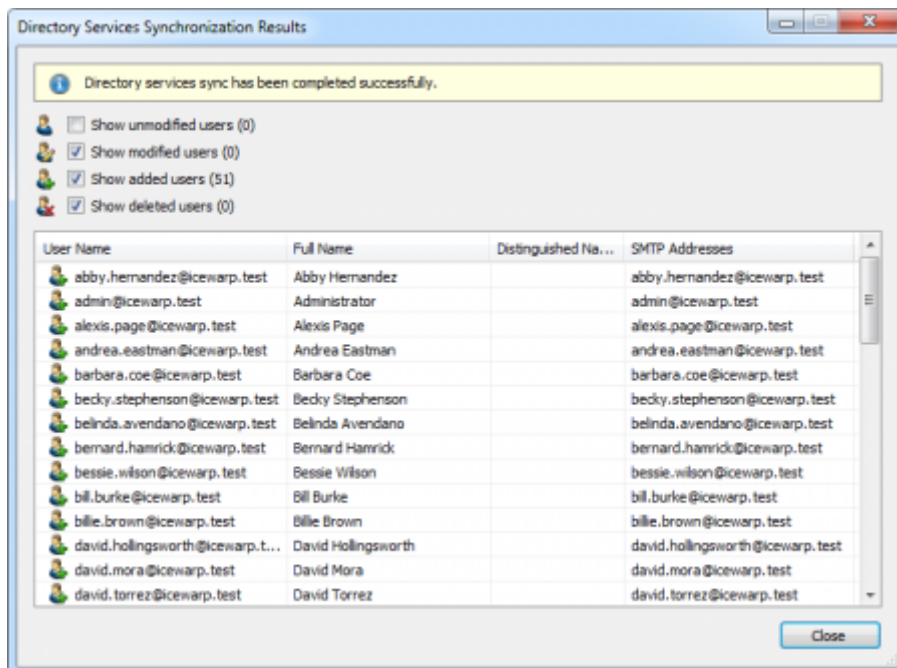 Directory Services Synchronization Results
Directory services sync has been completed successfully.
Show unmodified users (0)
Show modified users (0)
Show added users (51)
Show deleted users (0)
User Name Full Name Distinguished Na... SMTP Addresses
abby.hernandez@icewarp.test Abby Hernandez abby.hernandez@icewarp.test
admin@icewarp.test Administrator admin@icewarp.test
alexis.page@icewarp.test Alexis Page alexis.page@icewarp.test
andrea.eastman@icewarp.test Andrea Eastman andrea.eastman@icewarp.test
barbara.coe@icewarp.test Barbara Coe barbara.coe@icewarp.test
becky.stephenson@icewarp.test Becky Stephenson becky.stephenson@icewarp.test
belinda.avendano@icewarp.test Belinda Avendano belinda.avendano@icewarp.test
bernard.hamrick@icewarp.test Bernard Hamrick bernard.hamrick@icewarp.test
bessie.wilson@icewarp.test Bessie Wilson bessie.wilson@icewarp.test
bill.burke@icewarp.test Bill Burke bill.burke@icewarp.test
billie.brown@icewarp.test Billie Brown billie.brown@icewarp.test
david.hollingsworth@icewarp.t... David Hollingsworth david.hollingsworth@icewarp.test
david.mora@icewarp.test David Mora david.mora@icewarp.test
david.torrez@icewarp.test David Torrez david.torrez@icewarp.test
Close